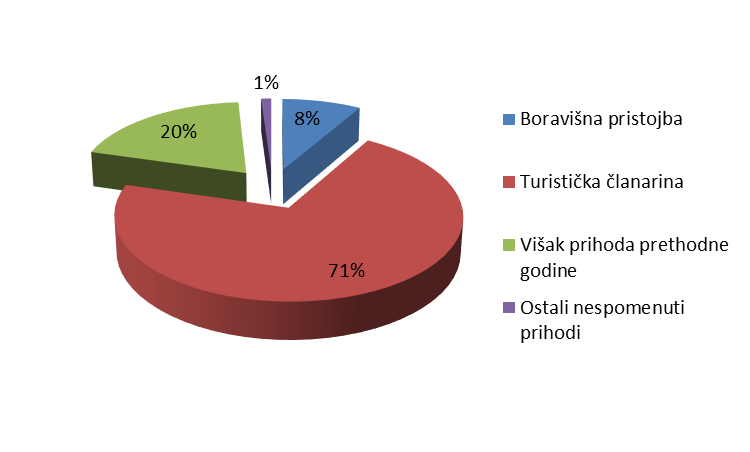 1%
8%
20%
71%
Boravišna pristojba
Turistička članarina
Višak prihoda prethodne
godine
Ostali nespomenuti
prihodi